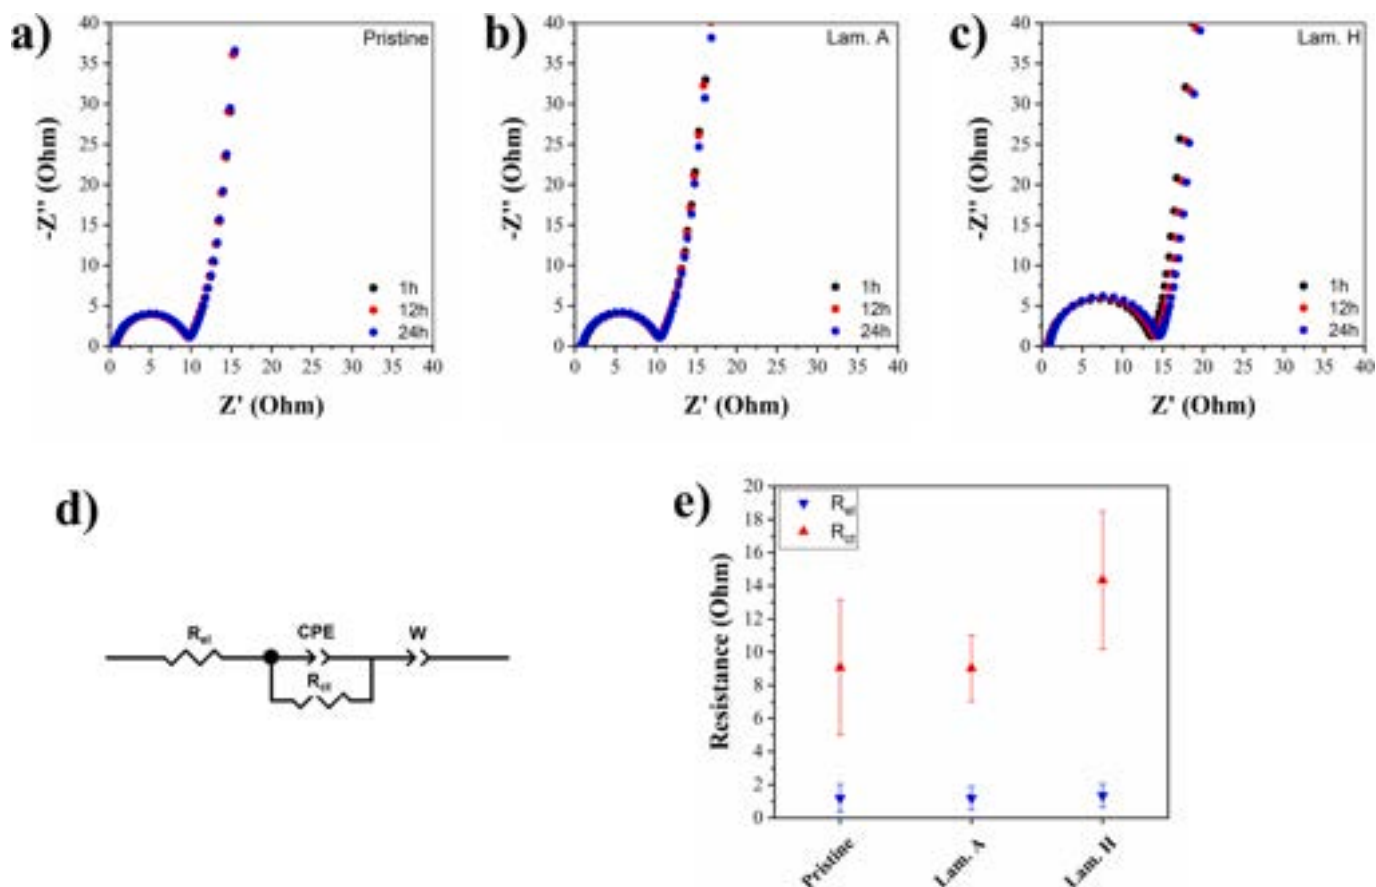 a)
Pristine
-Z'' (Ohm)
40
35
30
25
20
15
10
5
0
1h
12h
24h
0 5 10 15 20 25 30 35 40
Z' (Ohm)
b)
Lam. A
-Z'' (Ohm)
40
35
30
25
20
15
10
5
0
1h
12h
24h
0 5 10 15 20 25 30 35 40
Z' (Ohm)
c)
Lam. H
-Z'' (Ohm)
40
35
30
25
20
15
10
5
0
1h
12h
24h
0 5 10 15 20 25 30 35 40
Z' (Ohm)
d)
Rel
CPE
W
Rct
e)
Rel
Rct
Resistance (Ohm)
20
18
16
14
12
10
8
6
4
2
0
Pristine
Lam. A
Lam. H